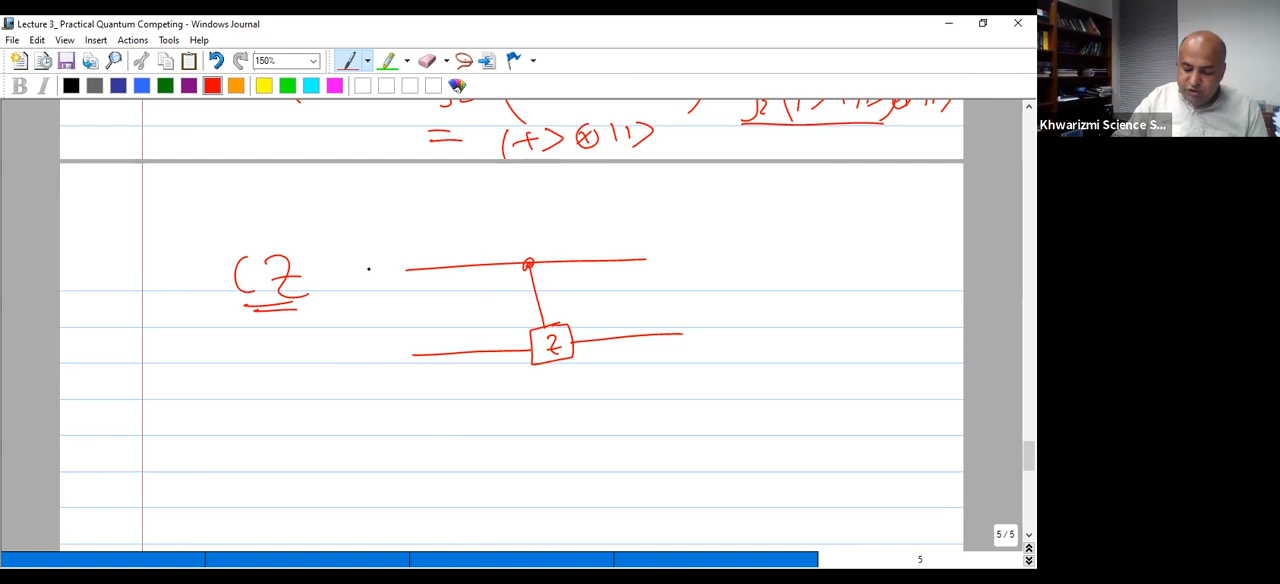 Lecture 3_ Practical Quantum Competing - Windows Journal
File Edit View Insert Actions Tools Help
150%
B I
= |+> ⊗ |1>
Khwarizmi Science S...
CZ
Z
5 / 5
5